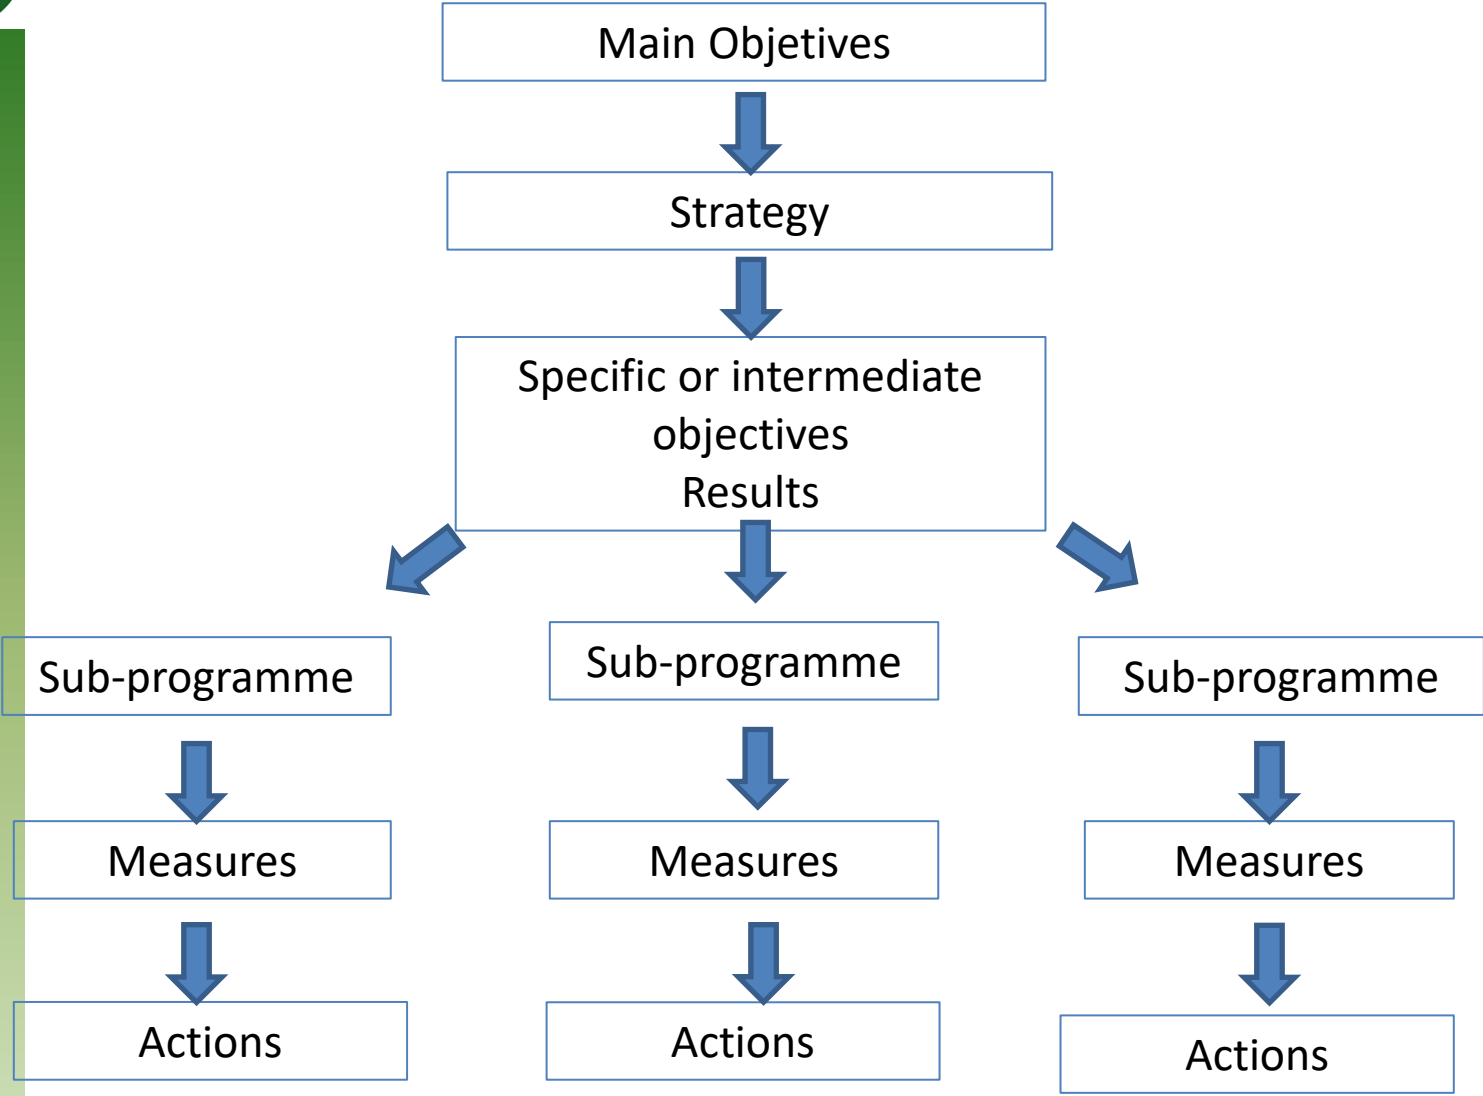 Main Objetives
Strategy
Specific or intermediate
objectives
Results
Sub-programme
Sub-programme
Sub-programme
Measures
Measures
Measures
Actions
Actions
Actions